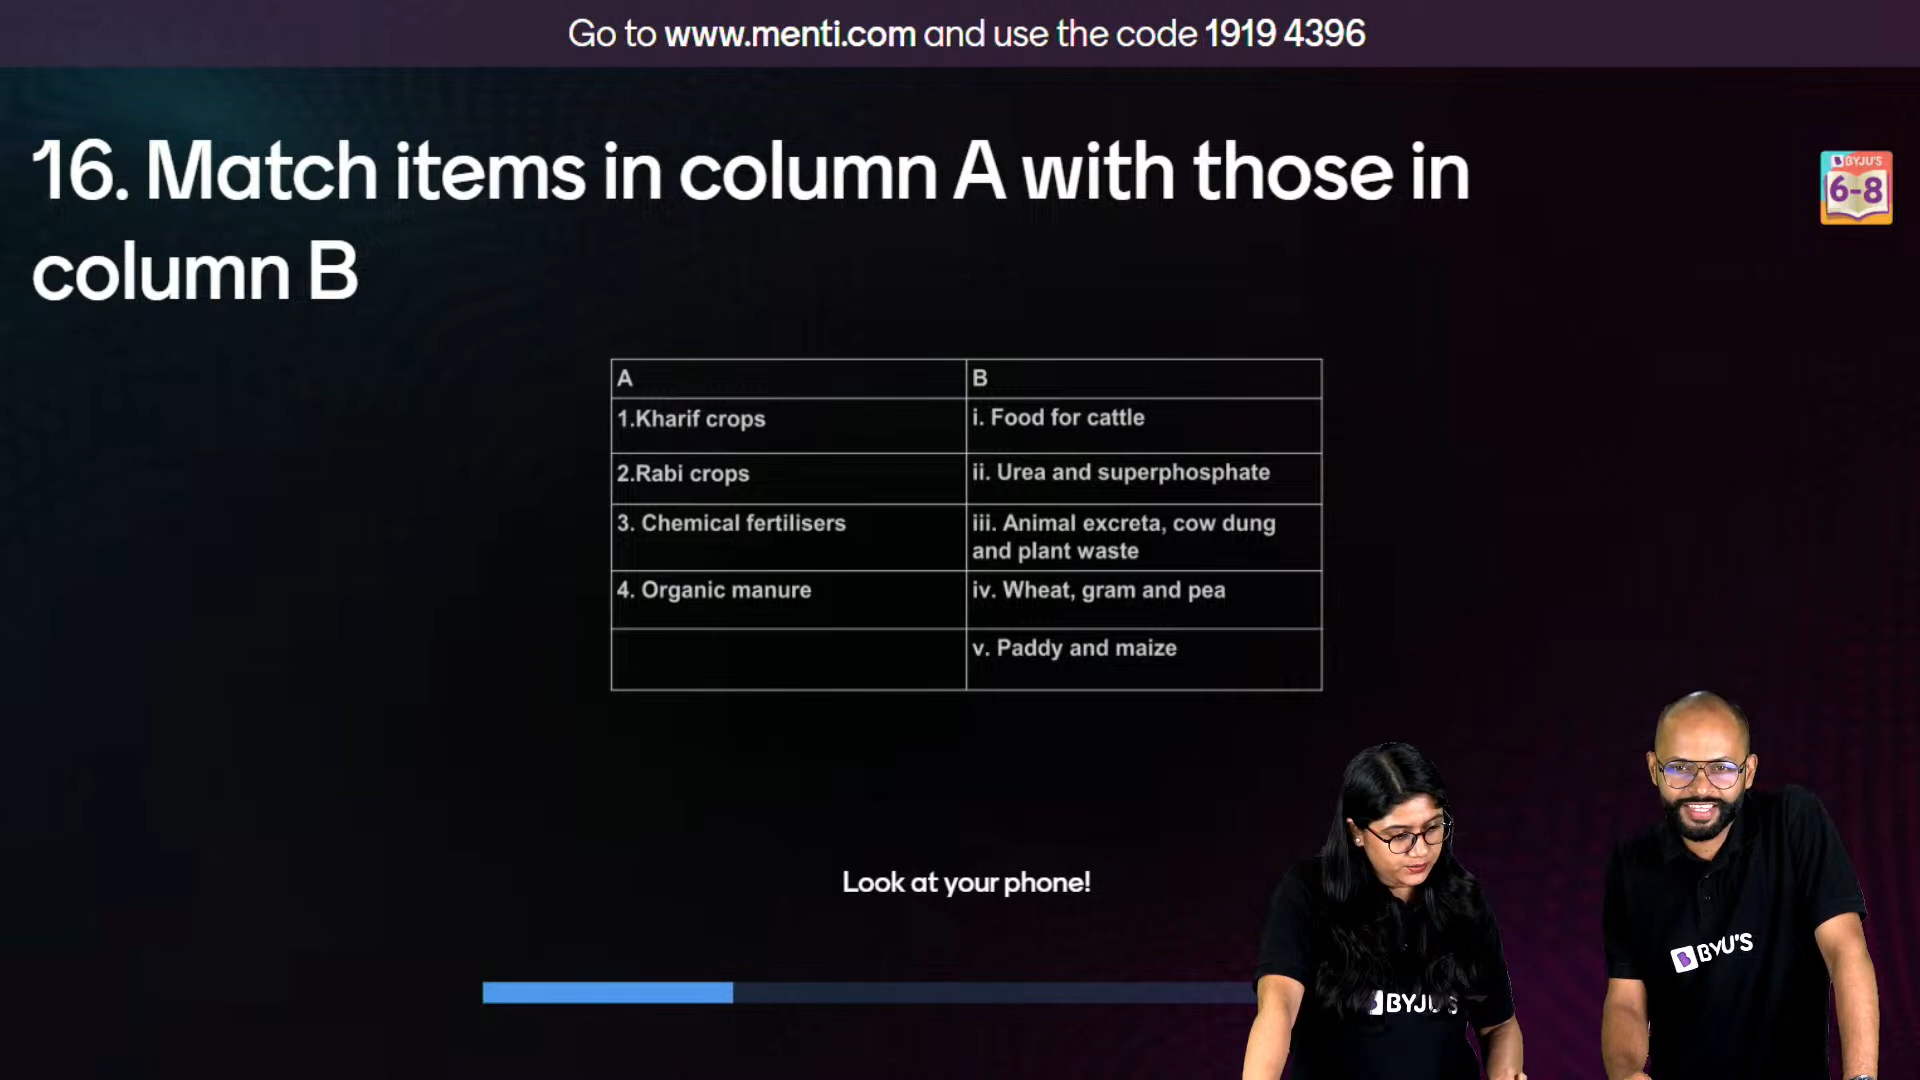 Go to www.menti.com and use the code 1919 4396
16. Match items in column A with those in
column B
BYJU'S
6-8
A
B
1.Kharif crops
i. Food for cattle
2.Rabi crops
ii. Urea and superphosphate
3. Chemical fertilisers
iii. Animal excreta, cow dung
and plant waste
4. Organic manure
iv. Wheat, gram and pea
v. Paddy and maize
Look at your phone!
BYJU'S
BYJU'S